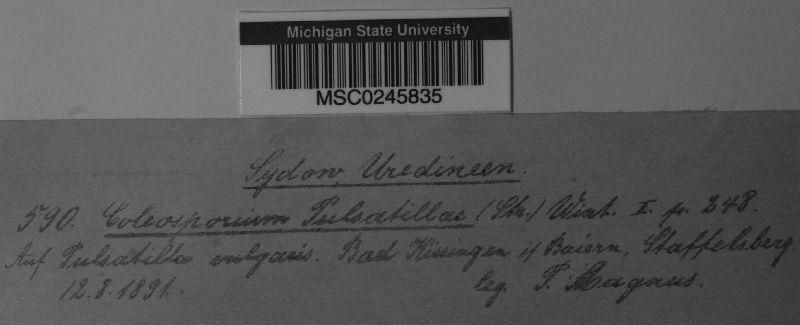 Michigan State University
MSC0245835
Sydow, Uredineen.
590. Coleosporium Pulsatillae (Str.) Wint. I. p. 248.
Auf Pulsatilla vulgaris. Bad Kissingen i/ Baiern, Staffelsberg.
12.8.1891. leg. P. Magnus.